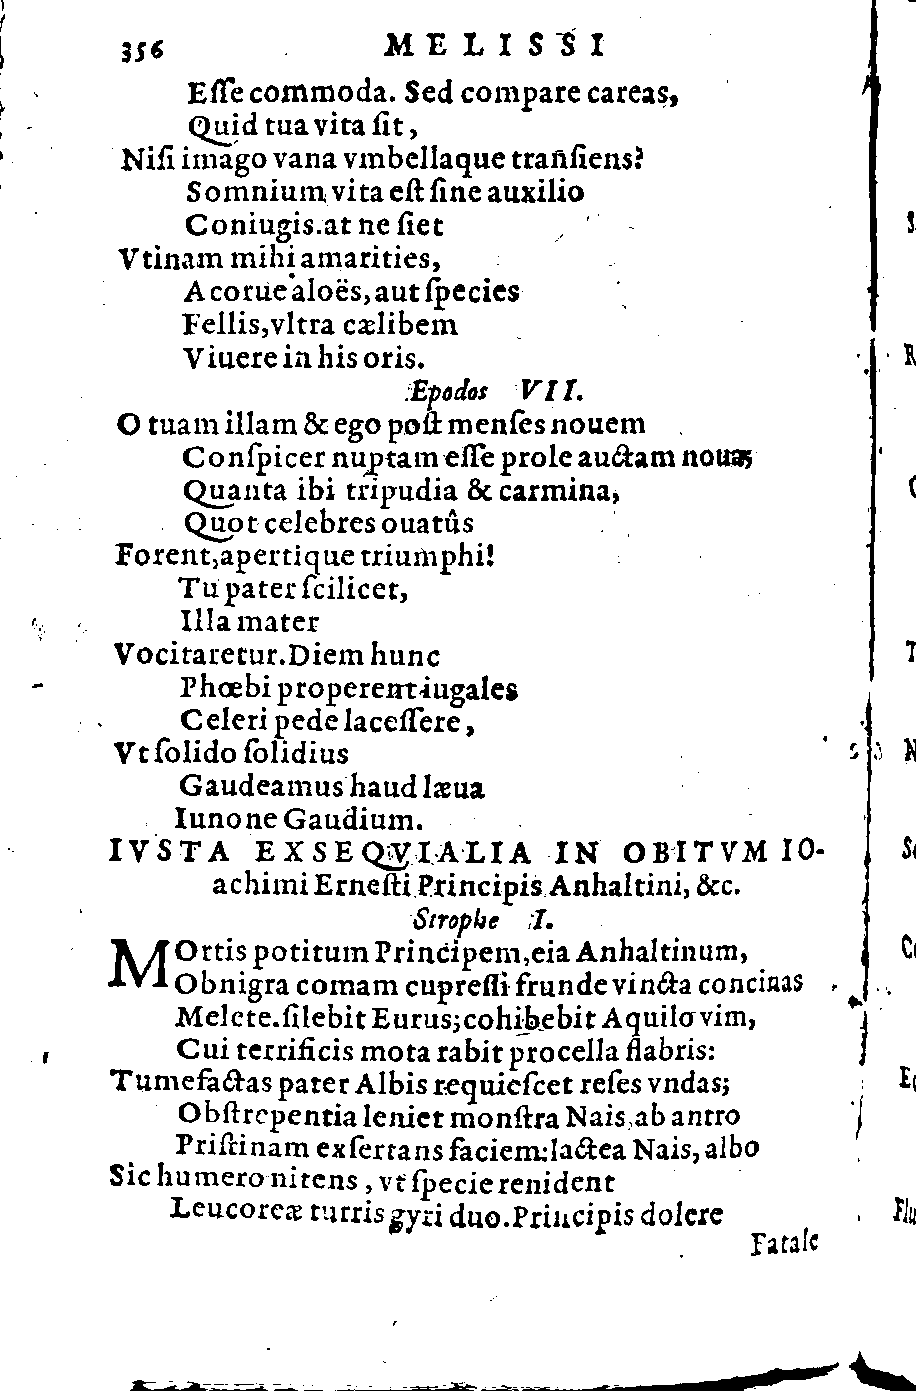 356 MELISSI
Eſſe commoda. Sed compare careas,
Quid tua vita ſit,
Niſi imago vana vmbellaque tranſiens?
Somnium vita eſt ſine auxilio
Coniugis. at ne ſiet
Vtinam mihi amarities,
Acorue aloës, aut ſpecies
Fellis, vltra cælibem
Viuere in his oris.
Epodos VII.
O tuam illam & ego poſt menſes nouem
Conſpicer nuptam eſſe prole auctam noua;
Quanta ibi tripudia & carmina,
Quot celebres ouatûs
Forent, apertique triumphi!
Tu pater ſcilicet,
Illa mater
Vocitaretur. Diem hunc
Phœbi properent iugales
Celeri pede laceſſere,
Vt ſolido ſolidius
Gaudeamus haud læua
Iunone Gaudium.
IVSTA EXSEQVIALIA IN OBITVM IO-
achimi Erneſti Principis Anhaltini, &c.
Strophe I.
MOrtis potitum Principem, eia Anhaltinum,
Obnigra comam cupreſſi frunde vincta concinas
Melete. ſilebit Eurus; cohibebit Aquilo vim,
Cui terrificis mota rabit procella flabris:
Tumefactas pater Albis requieſcet reſes vndas;
Obſtrepentia leniet monſtra Nais, ab antro
Priſtinam exſertans faciem: lactea Nais, albo
Sic humero nitens, vt ſpecie renident
Leucoreæ turris gyri duo. Principis dolere
Fatale